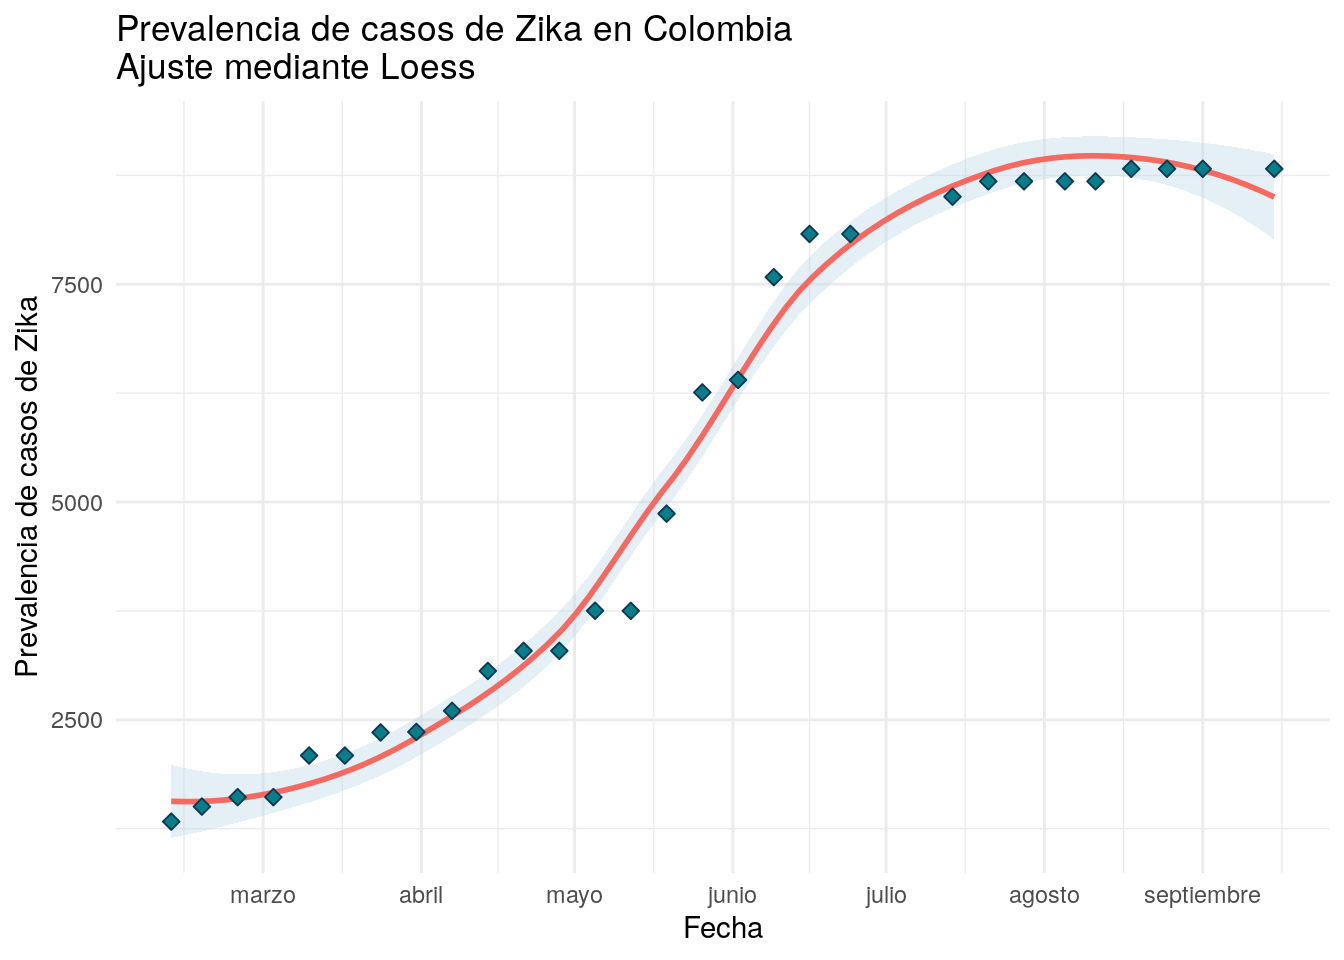 Prevalencia de casos de Zika en Colombia
Ajuste mediante Loess
Prevalencia de casos de Zika
7500
5000
2500
marzo abril mayo junio julio agosto septiembre
Fecha